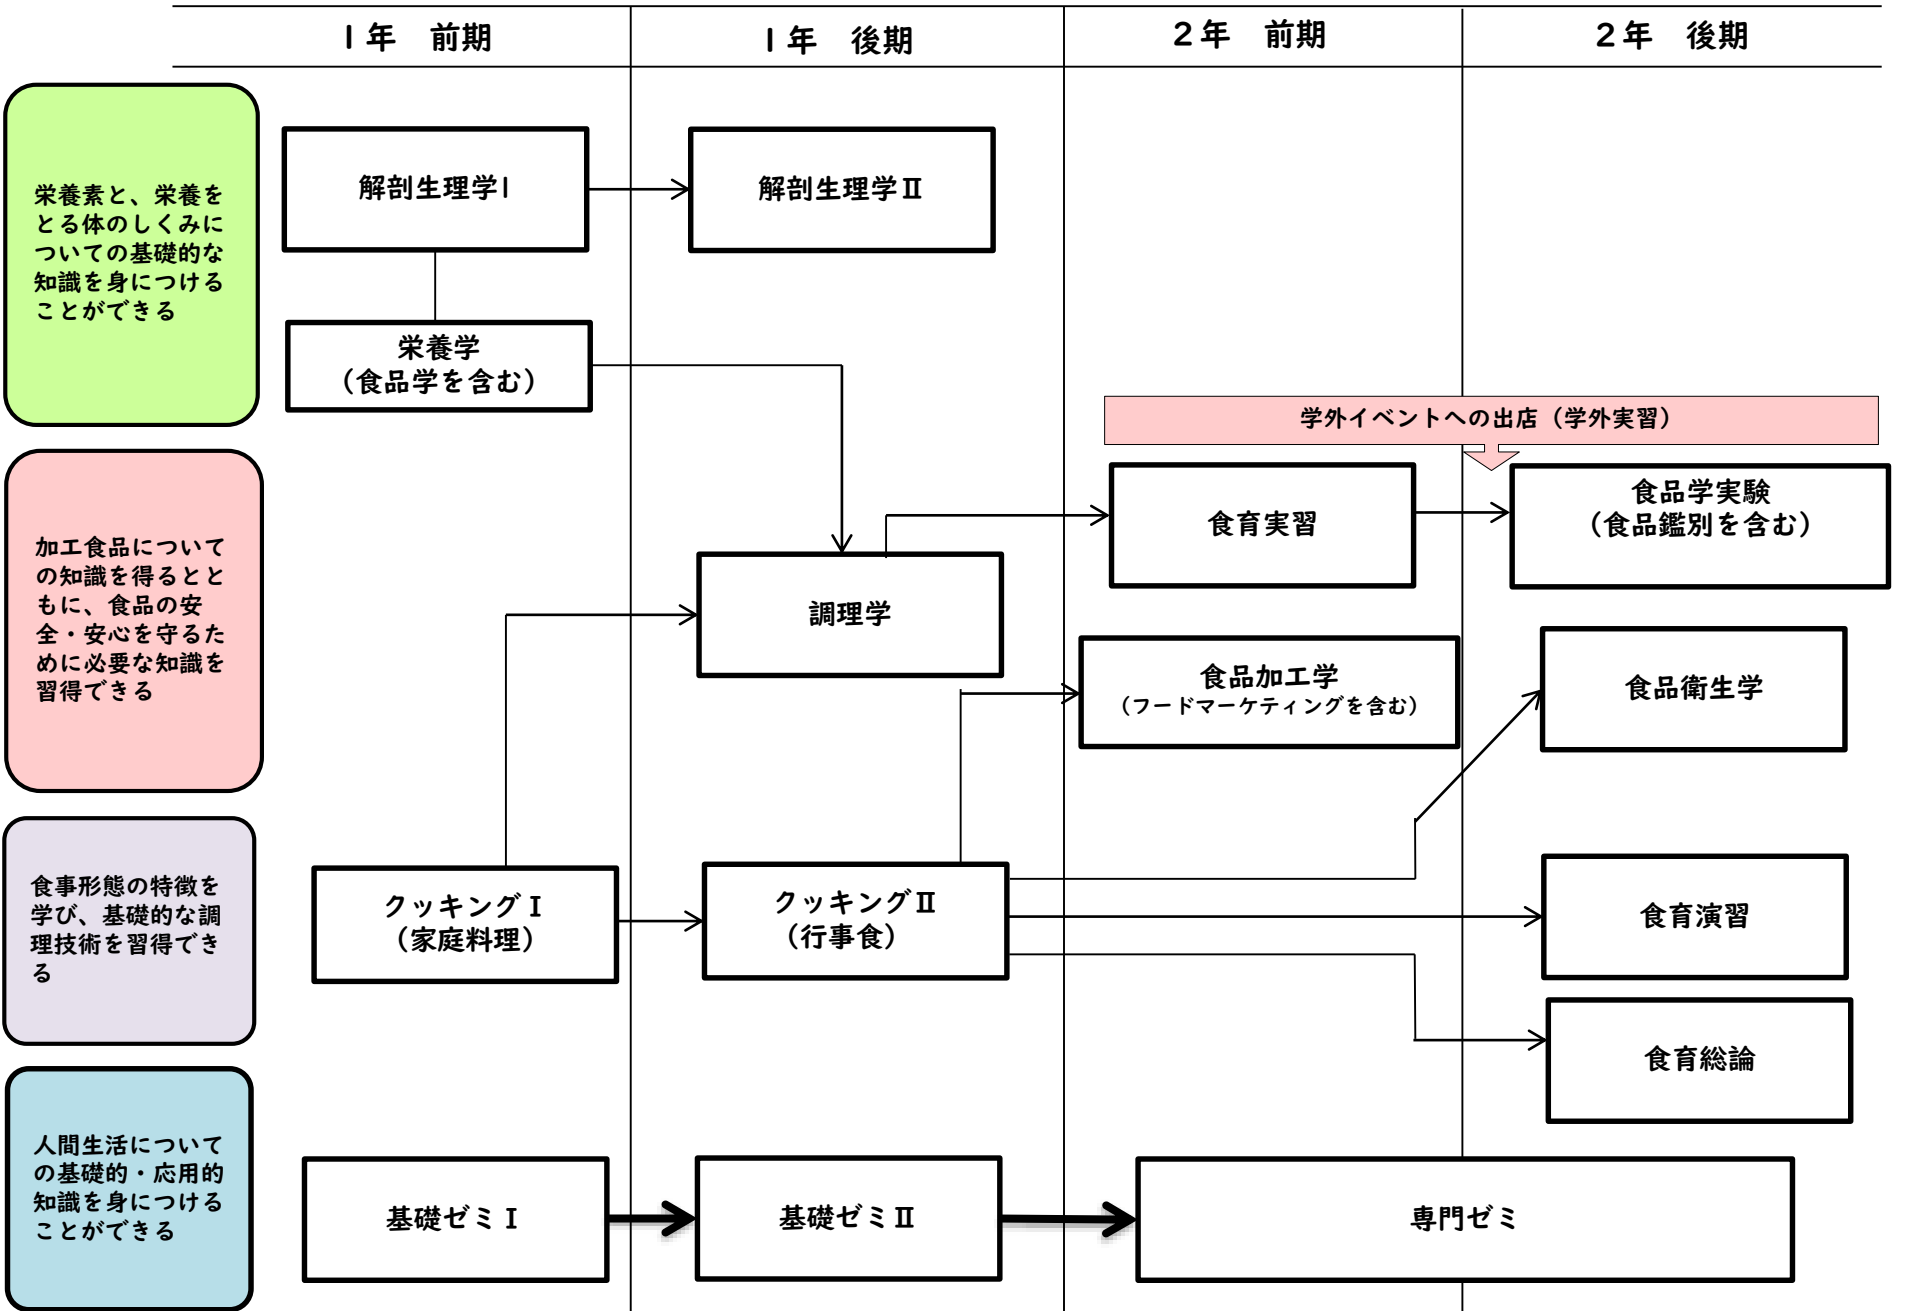 1年　前期
1年　後期
2年　前期
2年　後期
栄養素と、栄養を
とる体のしくみに
ついての基礎的な
知識を身につける
ことができる
解剖生理学Ⅰ
解剖生理学Ⅱ
栄養学
（食品学を含む）
学外イベントへの出店（学外実習）
加工食品について
の知識を得るとと
もに、食品の安
全・安心を守るた
めに必要な知識を
習得できる
調理学
食育実習
食品学実験
（食品鑑別を含む）
食品加工学
（フードマーケティングを含む）
食品衛生学
食事形態の特徴を
学び、基礎的な調
理技術を習得でき
る
クッキングⅠ
（家庭料理）
クッキングⅡ
（行事食）
食育演習
食育総論
人間生活について
の基礎的・応用的
知識を身につける
ことができる
基礎ゼミⅠ
基礎ゼミⅡ
専門ゼミ